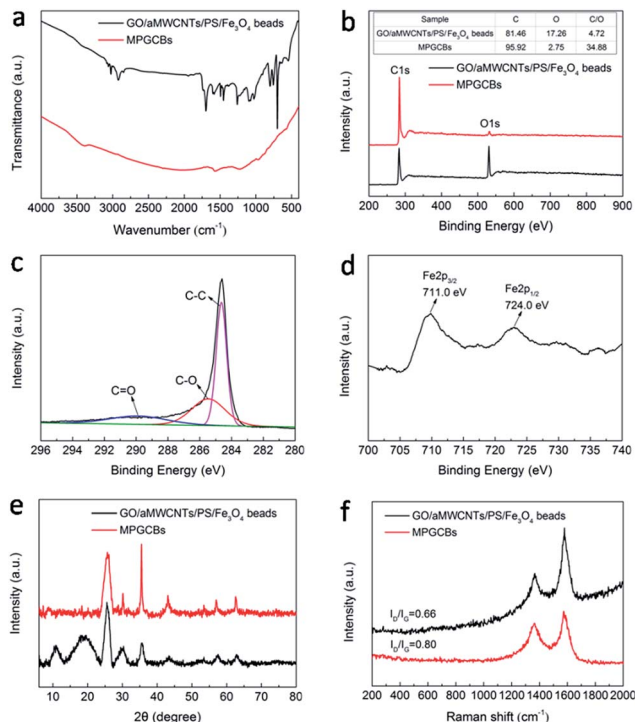 a
GO/aMWCNTs/PS/Fe₃O₄ beads
MPGCBs
Transmittance (a.u.)
4000 3500 3000 2500 2000 1500 1000 500
Wavenumber (cm⁻¹)
b
Sample C O C/O
GO/aMWCNTs/PS/Fe₃O₄ beads 81.46 17.26 4.72
MPGCBs 95.92 2.75 34.88
C1s
GO/aMWCNTs/PS/Fe₃O₄ beads
MPGCBs
O1s
Intensity (a.u.)
200 300 400 500 600 700 800 900
Binding Energy (eV)
c
C-C
C=O
C-O
Intensity (a.u.)
296 294 292 290 288 286 284 282 280
Binding Energy (eV)
d
Fe2p₃/₂
711.0 eV
Fe2p₁/₂
724.0 eV
Intensity (a.u.)
700 705 710 715 720 725 730 735 740
Binding Energy (eV)
e
GO/aMWCNTs/PS/Fe₃O₄ beads
MPGCBs
Intensity (a.u.)
10 20 30 40 50 60 70 80
2θ (degree)
f
GO/aMWCNTs/PS/Fe₃O₄ beads
MPGCBs
I_D/I_G=0.66
I_D/I_G=0.80
Intensity (a.u.)
200 400 600 800 1000 1200 1400 1600 1800 2000
Raman shift (cm⁻¹)